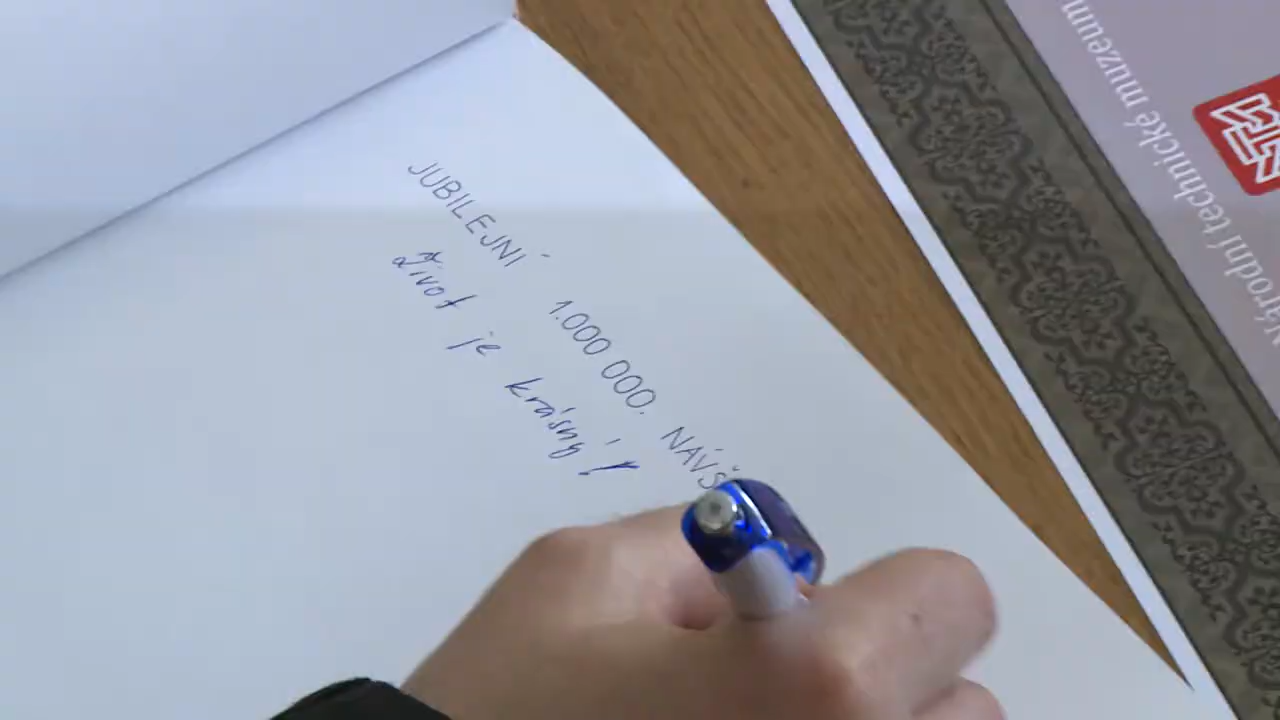 JUBILEJNÍ 1.000 000. NÁVŠ
Život je krásný!
Národní technické muzeum